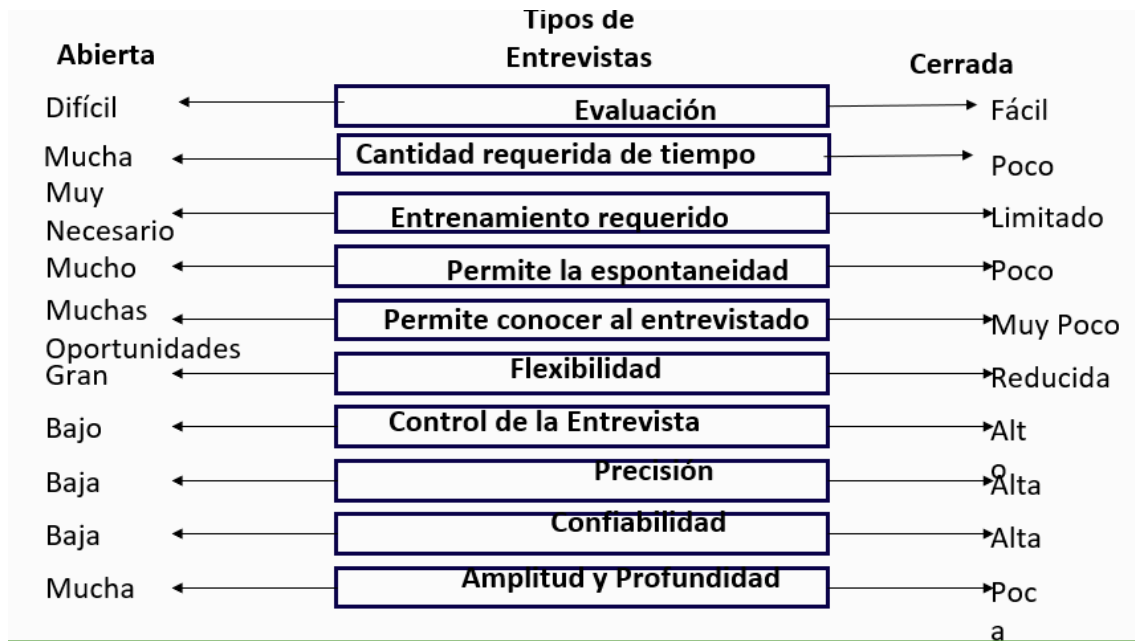 Tipos de
Entrevistas
Abierta
Cerrada
Difícil
Evaluación
Fácil
Mucha
Cantidad requerida de tiempo
Poco
Muy
Necesario
Entrenamiento requerido
Limitado
Mucho
Permite la espontaneidad
Poco
Muchas
Oportunidades
Permite conocer al entrevistado
Muy Poco
Gran
Flexibilidad
Reducida
Bajo
Control de la Entrevista
Alt
o
Baja
Precisión
Alta
Baja
Confiabilidad
Alta
Mucha
Amplitud y Profundidad
Poc
a